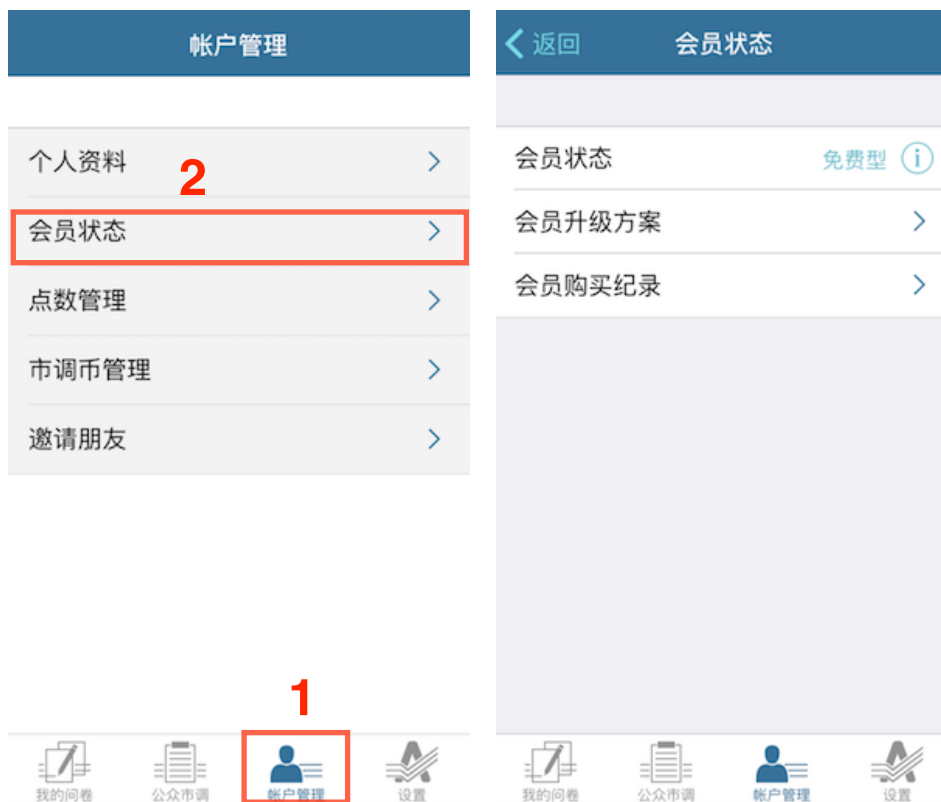 帐户管理
个人资料
2
会员状态
点数管理
市调币管理
邀请朋友
1
我的问卷 公众市调 帐户管理 设置
返回 会员状态
会员状态 免费型 i
会员升级方案
会员购买纪录
我的问卷 公众市调 帐户管理 设置